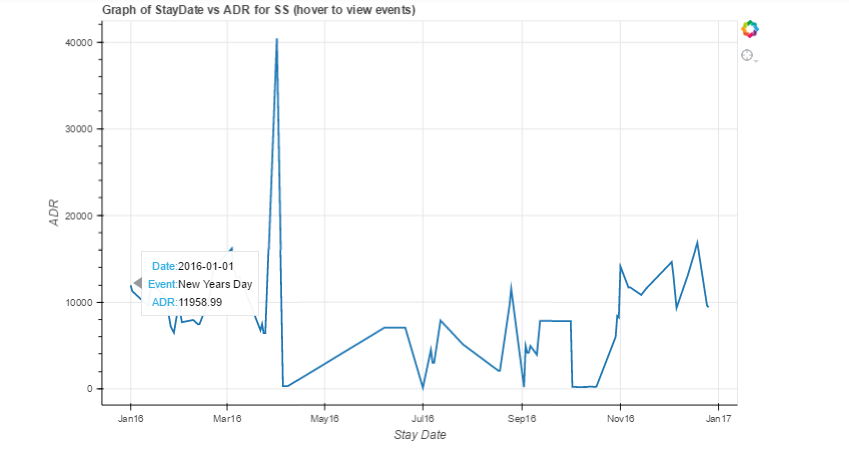 Graph of StayDate vs ADR for SS (hover to view events)
40000
30000
20000
10000
0
ADR
Date:2016-01-01
Event:New Years Day
ADR:11958.99
Jan16
Mar16
May16
Jul16
Sep16
Nov16
Jan17
Stay Date